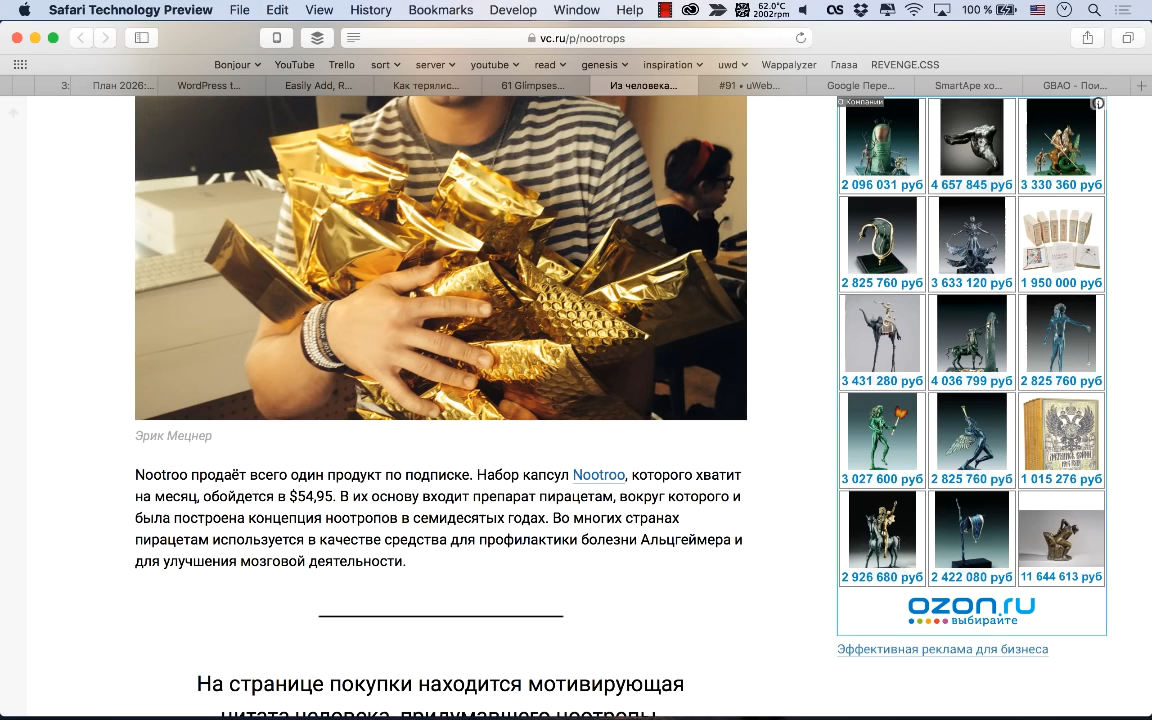 Safari Technology Preview File Edit View History Bookmarks Develop Window Help 62.0°C 2002rpm 100 %
vc.ru/p/nootrops
Bonjour YouTube Trello sort server youtube read genesis inspiration uwd Wappalyzer Глаза REVENGE.CSS
3: План 2026:... WordPress t... Easily Add, R... Как терялис... 61 Glimpses... Из человека... #91 • uWeb... Google Пере... SmartApe хо... GBAO - Пои...
О Компании
2 096 031 руб 4 657 845 руб 3 330 360 руб
2 825 760 руб 3 633 120 руб 1 950 000 руб
3 431 280 руб 4 036 799 руб 2 825 760 руб
3 027 600 руб 2 825 760 руб 1 015 276 руб
2 926 680 руб 2 422 080 руб 11 644 613 руб
ozon.ru
выбирайте
Эффективная реклама для бизнеса
Эрик Мецнер
Nootroo продаёт всего один продукт по подписке. Набор капсул Nootroo, которого хватит
на месяц, обойдется в $54,95. В их основу входит препарат пирацетам, вокруг которого и
была построена концепция ноотропов в семидесятых годах. Во многих странах
пирацетам используется в качестве средства для профилактики болезни Альцгеймера и
для улучшения мозговой деятельности.
На странице покупки находится мотивирующая
цитата человека, придумавшего ноотропы